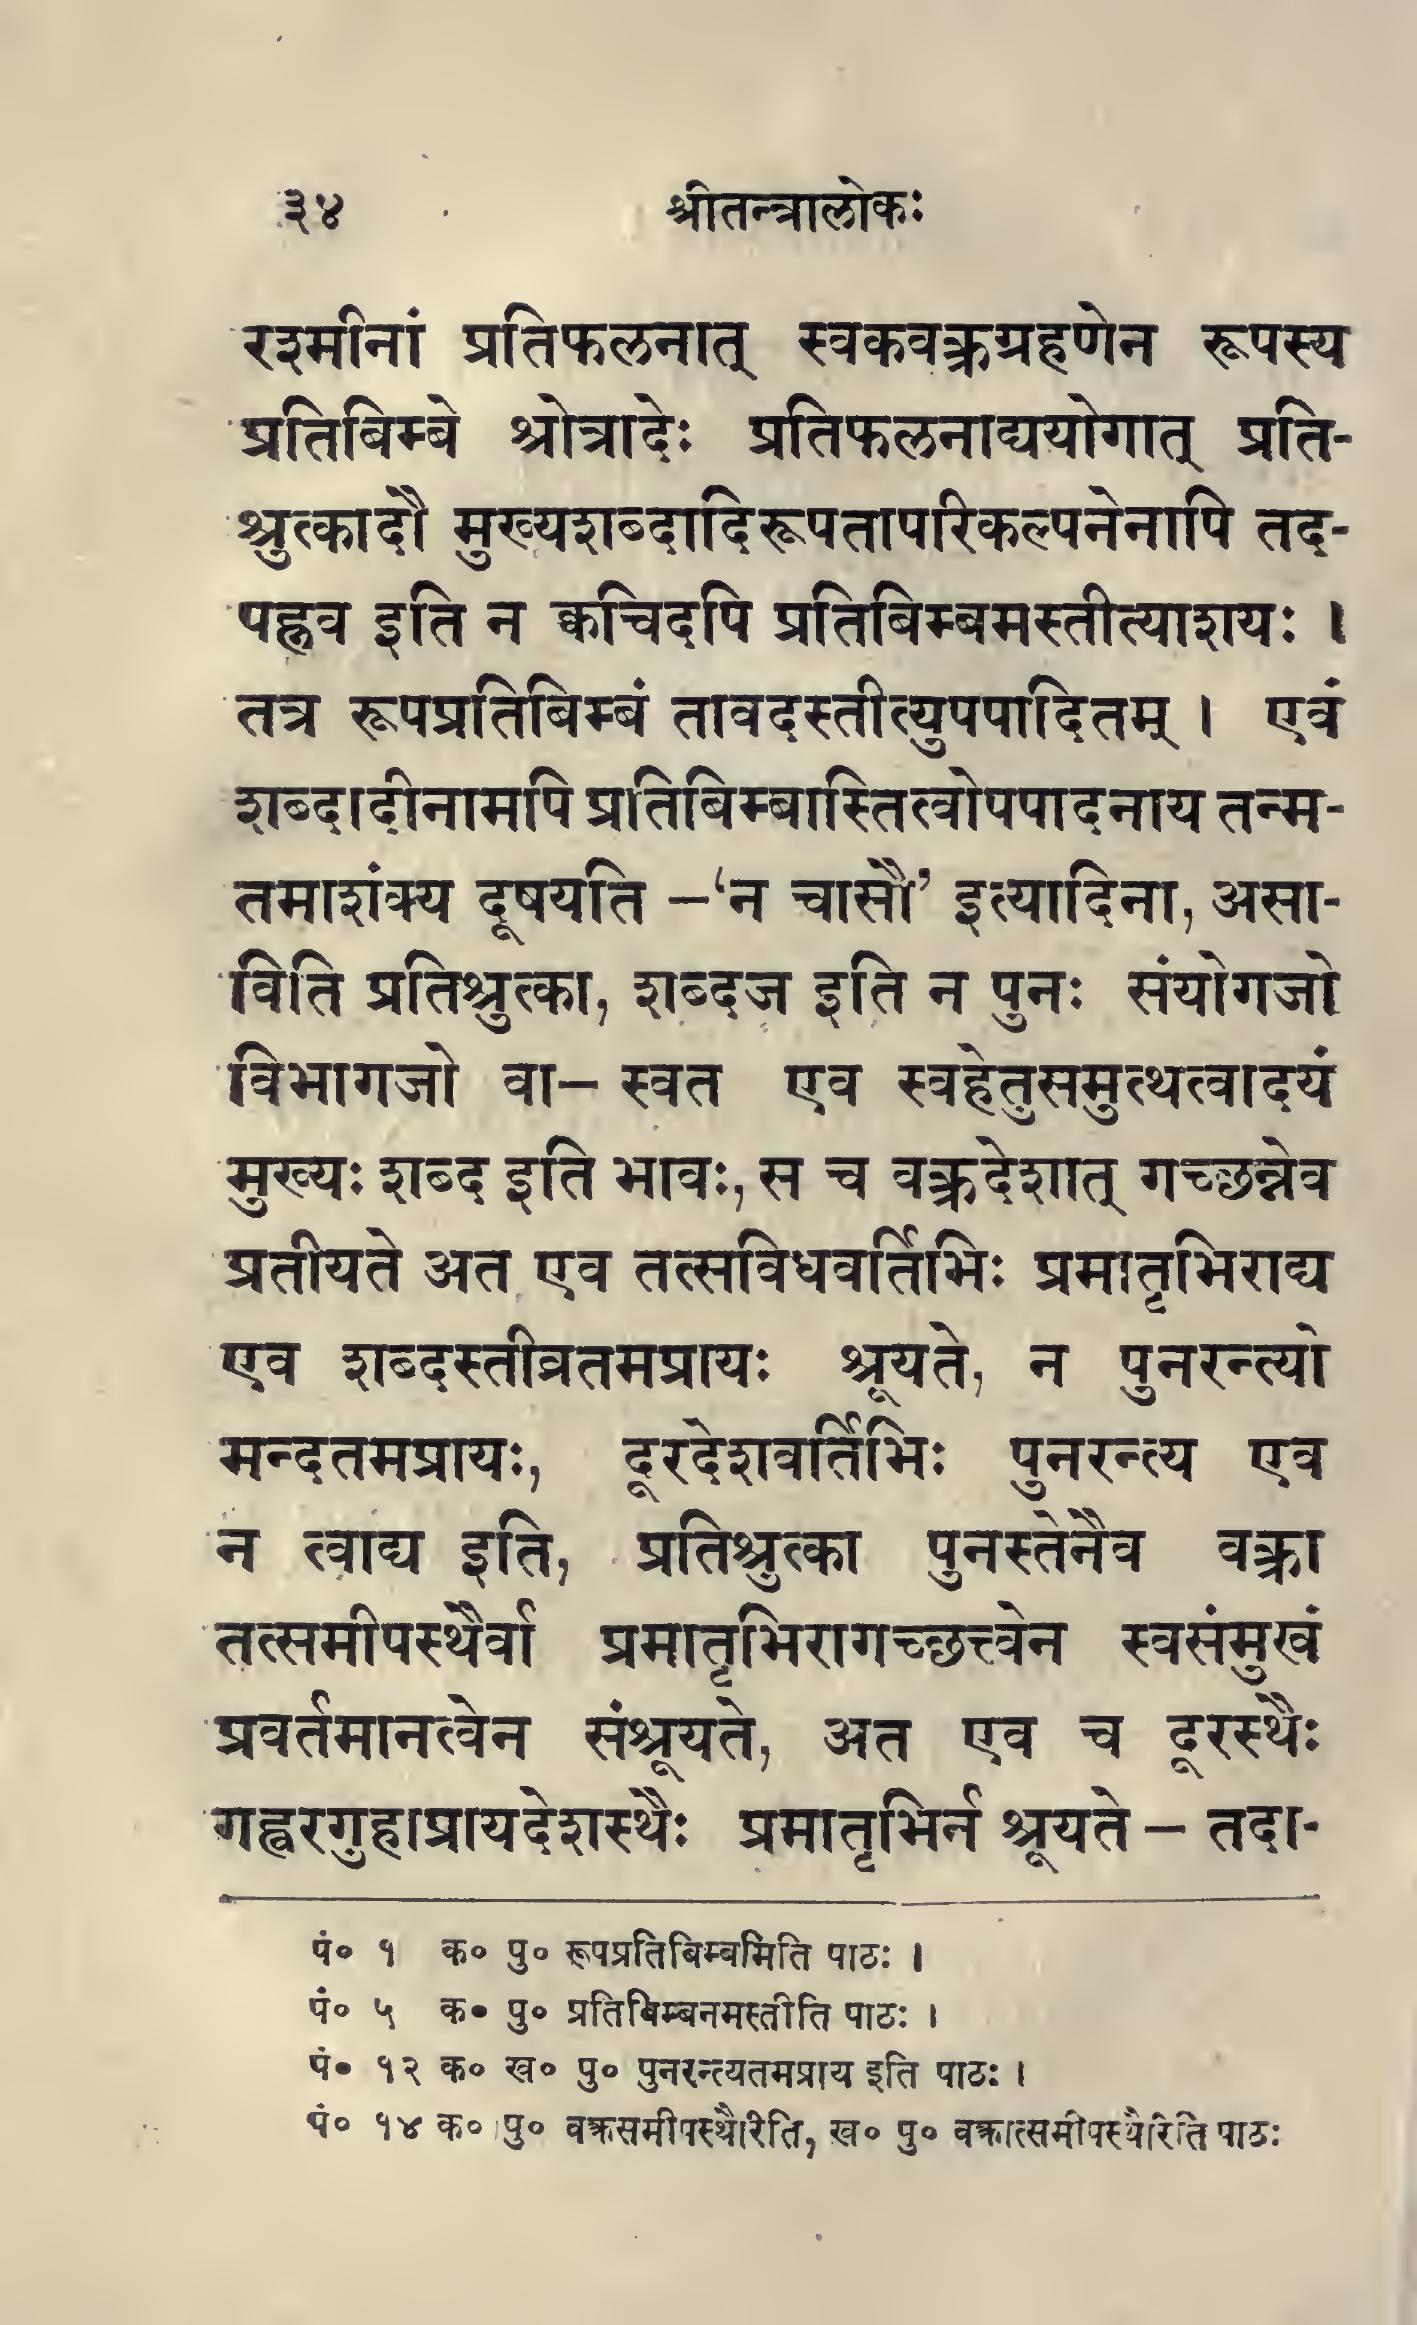 ३४ श्रीतन्त्रालोकः
रश्मीनां प्रतिफलनात् स्वकवक्त्रग्रहणेन रूपस्य
प्रतिबिम्बे श्रोत्रादेः प्रतिफलनाद्ययोगात् प्रति-
श्रुत्कादौ मुख्यशब्दादिरूपतापरिकल्पनेनापि तद-
पह्नव इति न क्वचिदपि प्रतिबिम्बमस्तीत्याशयः ।
तत्र रूपप्रतिबिम्बं तावदस्तीत्युपपादितम् । एवं
शब्दादीनामपि प्रतिबिम्बास्तित्वोपपादनाय तन्म-
तमाशंक्य दूषयति –‘न चासौ’ इत्यादिना, असा-
विति प्रतिश्रुत्का, शब्दज इति न पुनः संयोगजो
विभागजो वा– स्वत एव स्वहेतुसमुत्थत्वादयं
मुख्यः शब्द इति भावः, स च वक्त्रदेशात् गच्छन्नेव
प्रतीयते अत एव तत्सविधवर्तिभिः प्रमातृभिराद्य
एव शब्दस्तीव्रतमप्रायः श्रूयते, न पुनरन्त्यो
मन्दतमप्रायः, दूरदेशवर्तिभिः पुनरन्त्य एव
न त्वाद्य इति, प्रतिश्रुत्का पुनस्तेनैव वक्त्रा
तत्समीपस्थैर्वा प्रमातृभिरागच्छत्त्वेन स्वसंमुखं
प्रवर्तमानत्वेन संश्रूयते, अत एव च दूरस्थैः
गह्वरगुहाप्रायदेशस्थैः प्रमातृभिर्न श्रूयते – तदा-
पं० १ क० पु० रूपप्रतिबिम्बमिति पाठः ।
पं० ५ क० पु० प्रतिबिम्बनमस्तीति पाठः ।
पं० १२ क० ख० पु० पुनरन्त्यतमप्राय इति पाठः ।
पं० १४ क० पु० वक्त्रसमीपस्थैरिति, ख० पु० वक्त्रात्समीपस्थैरिति पाठः